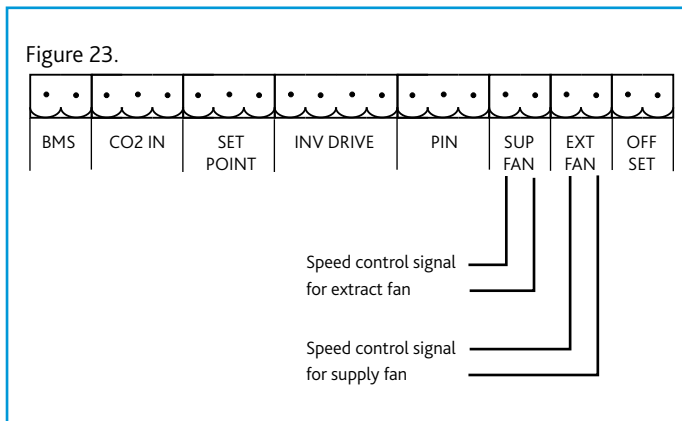 Figure 23.
BMS CO2 IN SET INV DRIVE PIN SUP EXT OFF
POINT FAN FAN SET
Speed control signal
for extract fan
Speed control signal
for supply fan